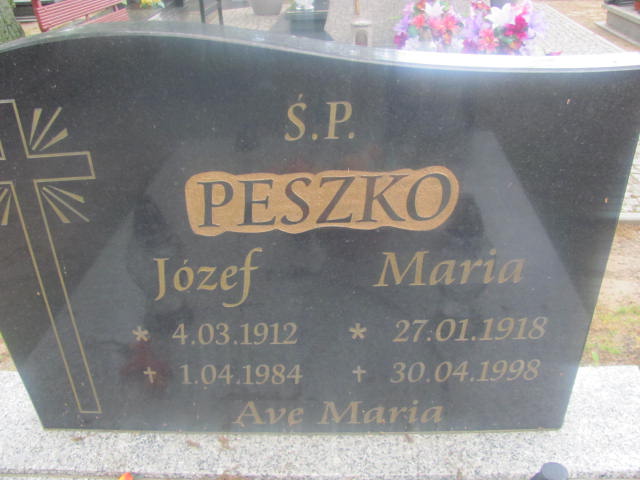 Ś.P.
PESZKO
Józef Maria
* 4.03.1912 * 27.01.1918
✝ 1.04.1984 ✝ 30.04.1998
Ave Maria